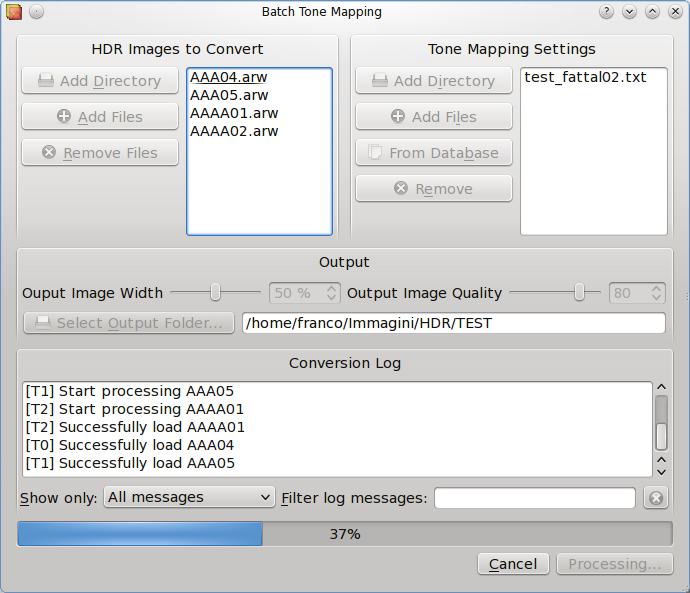 Batch Tone Mapping
HDR Images to Convert
Add Directory
Add Files
Remove Files
AAA04.arw
AAA05.arw
AAAA01.arw
AAAA02.arw
Tone Mapping Settings
Add Directory
Add Files
From Database
Remove
test_fattal02.txt
Output
Ouput Image Width
50 %
Output Image Quality
80
Select Output Folder...
/home/franco/Immagini/HDR/TEST
Conversion Log
[T1] Start processing AAA05
[T2] Start processing AAAA01
[T2] Successfully load AAAA01
[T0] Successfully load AAA04
[T1] Successfully load AAA05
Show only:
All messages
Filter log messages:
37%
Cancel
Processing...